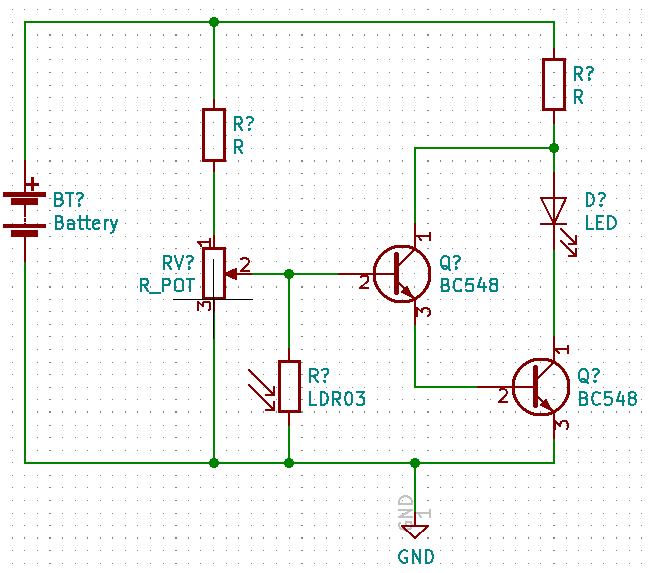 R?
R
R?
R
+
BT?
Battery
1
RV?
R_POT
2
3
1
2
3
Q?
BC548
D?
LED
R?
LDR03
1
2
3
Q?
BC548
GND
1
GND